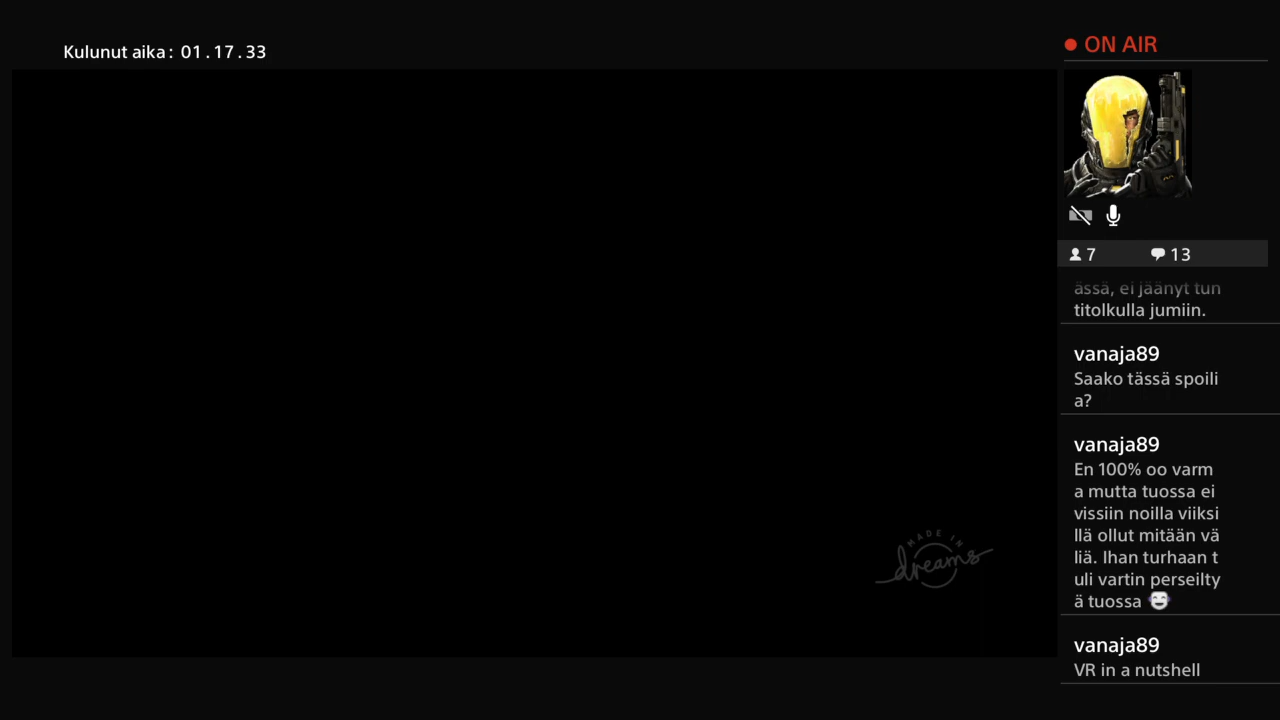 Kulunut aika: 01.17.33
ON AIR
7 13
ässä, ei jäänyt tun
titolkulla jumiin.
vanaja89
Saako tässä spoili
a?
vanaja89
En 100% oo varm
a mutta tuossa ei
vissiin noilla viiksi
llä ollut mitään vä
liä. Ihan turhaan t
uli vartin perseilty
ä tuossa
vanaja89
VR in a nutshell
MADE IN
dreams